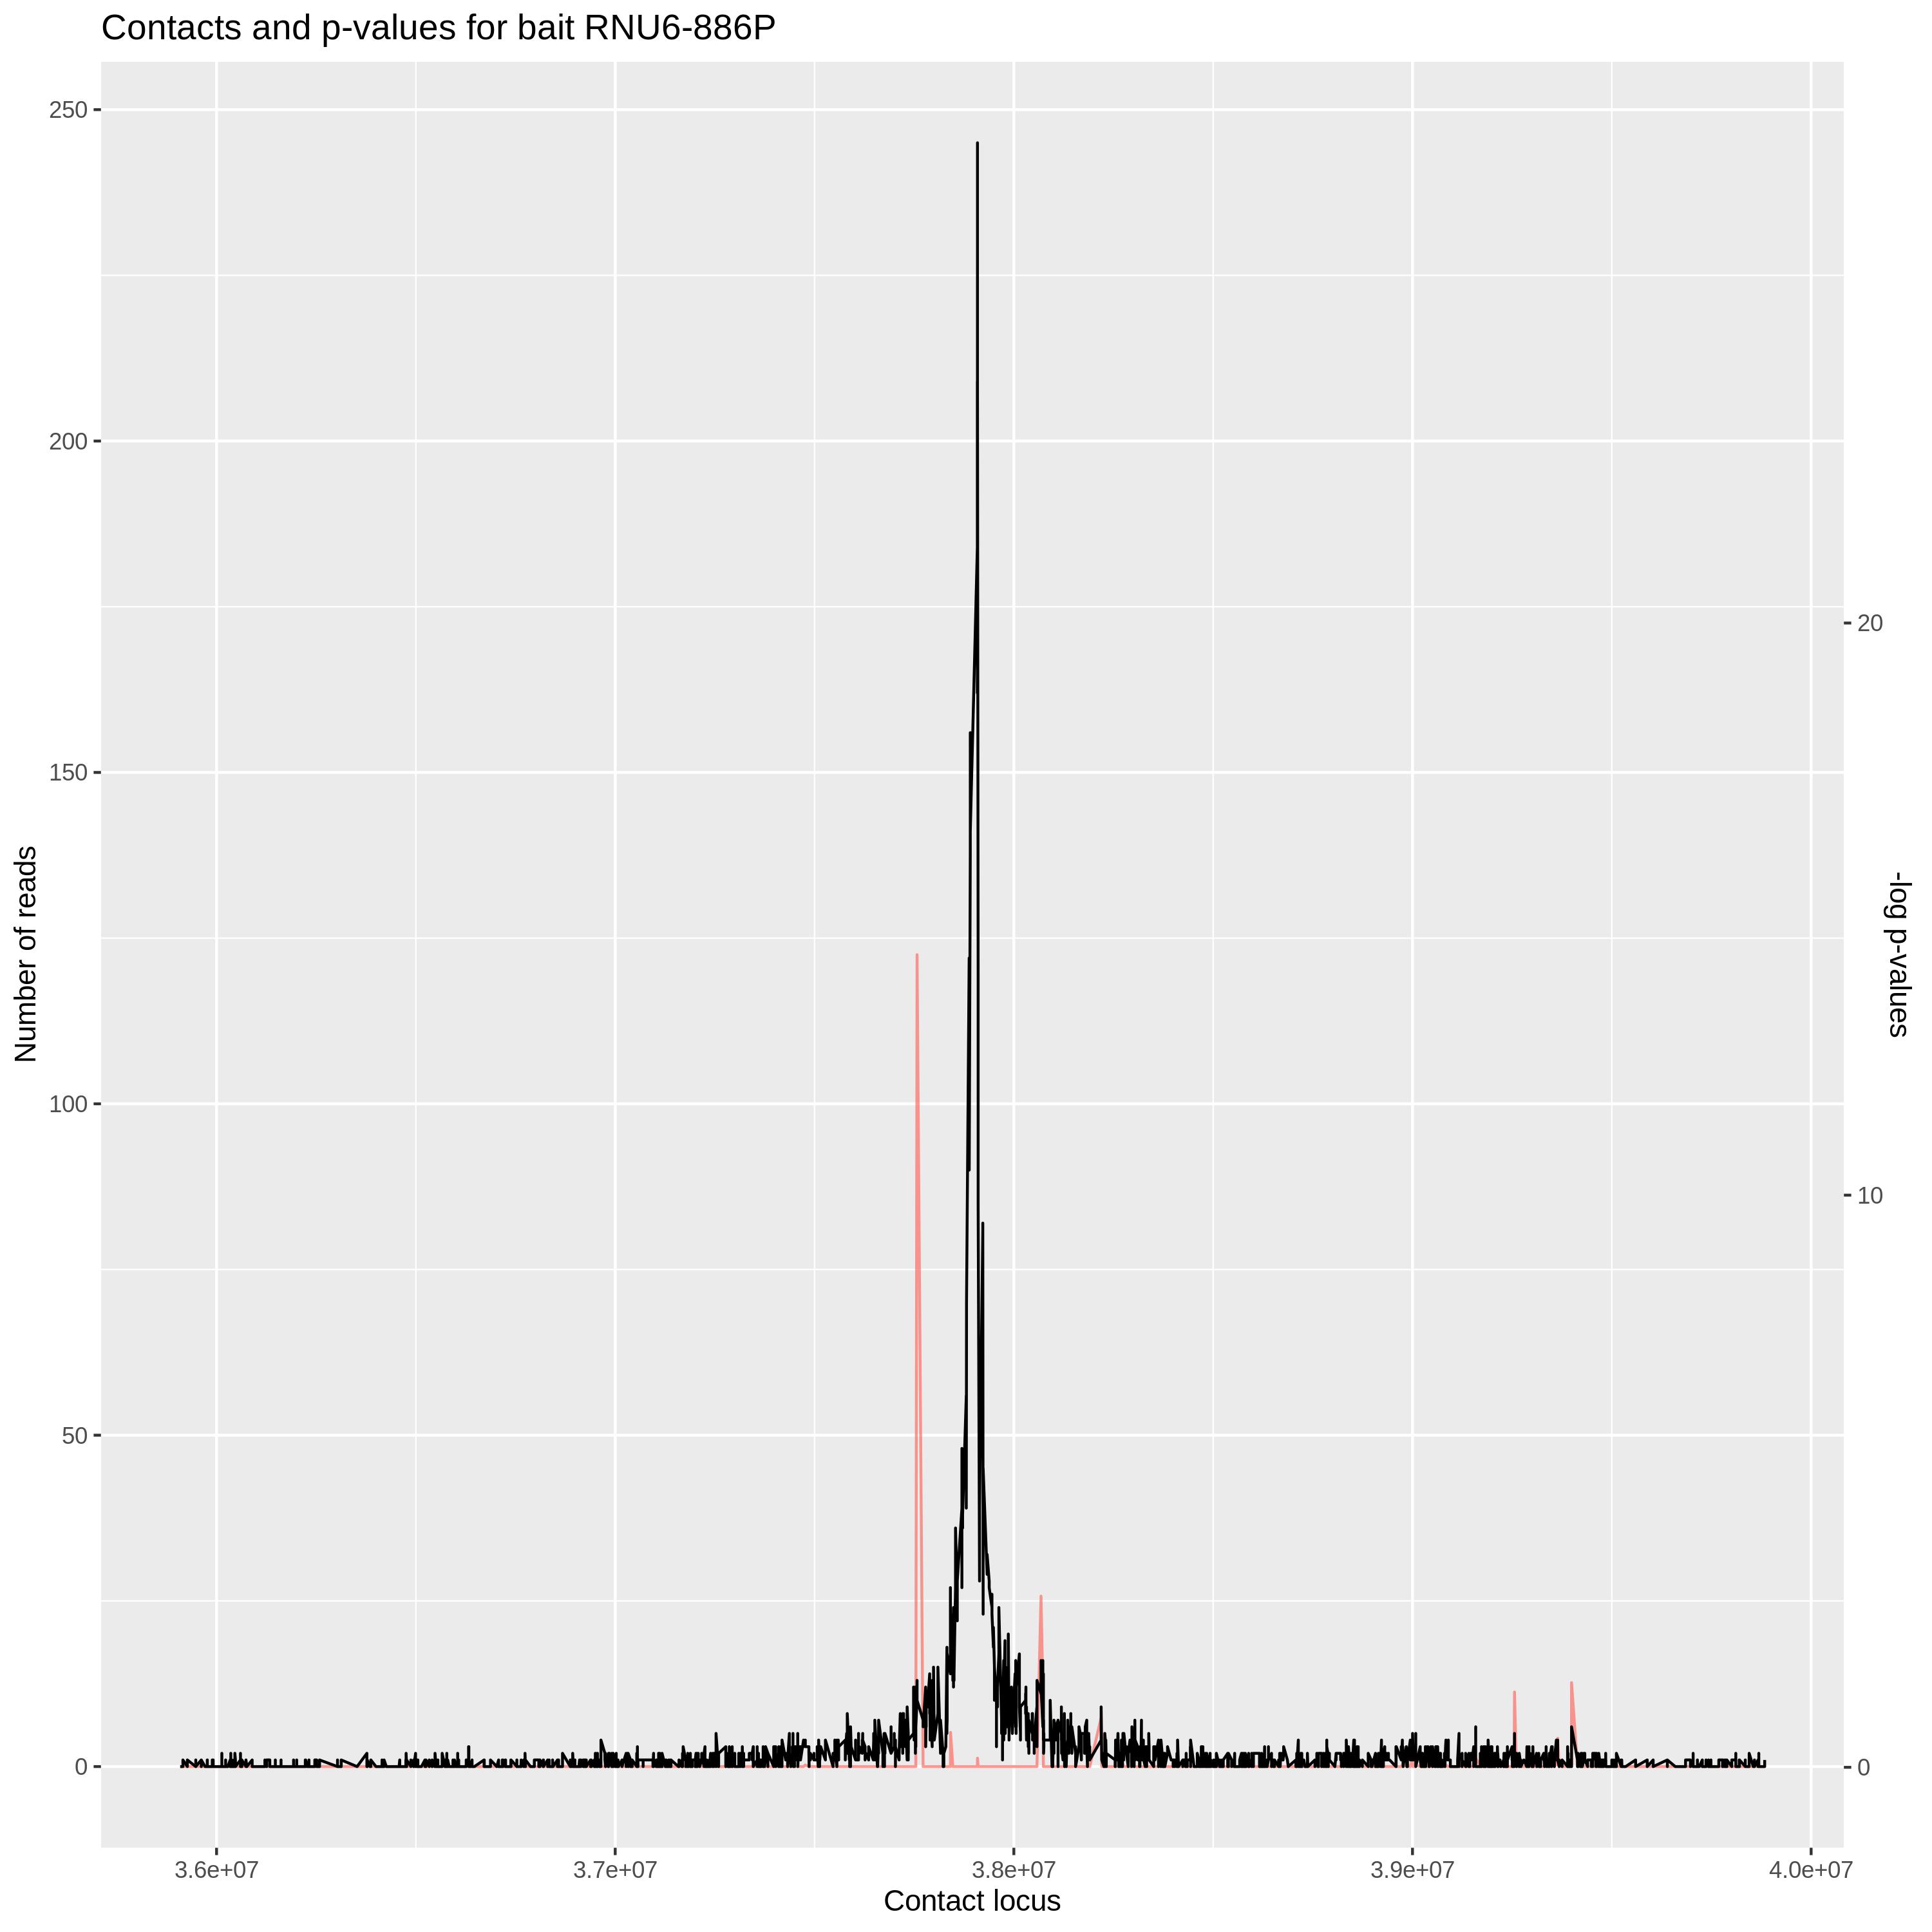 Contacts and p-values for bait RNU6-886P
250
200
150
100
50
0
Number of reads
20
10
0
-log p-values
3.6e+07
3.7e+07
3.8e+07
3.9e+07
4.0e+07
Contact locus